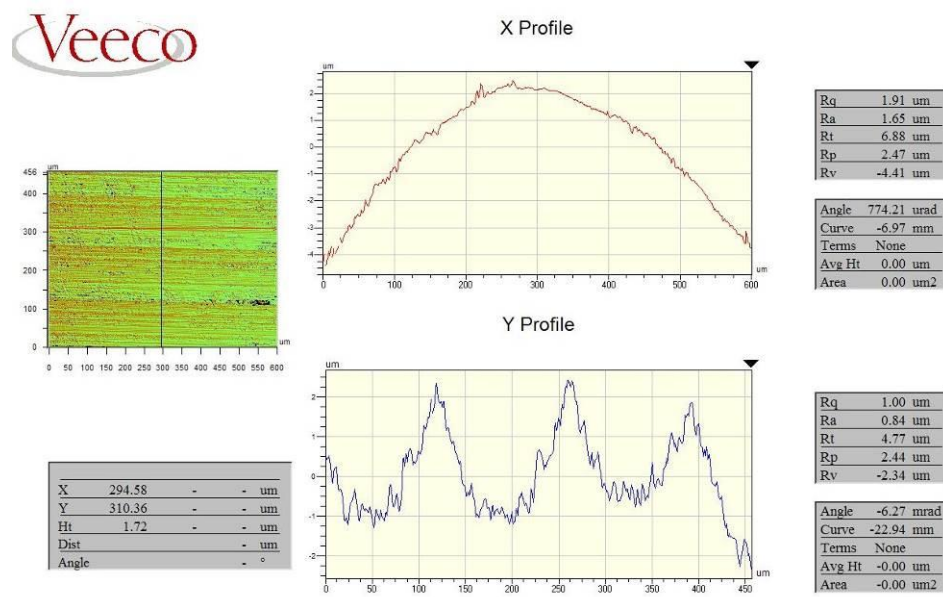 Veeco
X Profile
um
2
1
0
-1
-2
-3
-4
0 100 200 300 400 500 600
um
Rq 1.91 um
Ra 1.65 um
Rt 6.88 um
Rp 2.47 um
Rv -4.41 um
Angle 774.21 urad
Curve -6.97 mm
Terms None
Avg Ht 0.00 um
Area 0.00 um2
um
456
400
300
200
100
0
um
0 50 100 150 200 250 300 350 400 450 500 550 600
X 294.58 - - um
Y 310.36 - - um
Ht 1.72 - - um
Dist - um
Angle - °
Y Profile
um
2
1
0
-1
-2
0 50 100 150 200 250 300 350 400 450
um
Rq 1.00 um
Ra 0.84 um
Rt 4.77 um
Rp 2.44 um
Rv -2.34 um
Angle -6.27 mrad
Curve -22.94 mm
Terms None
Avg Ht -0.00 um
Area -0.00 um2